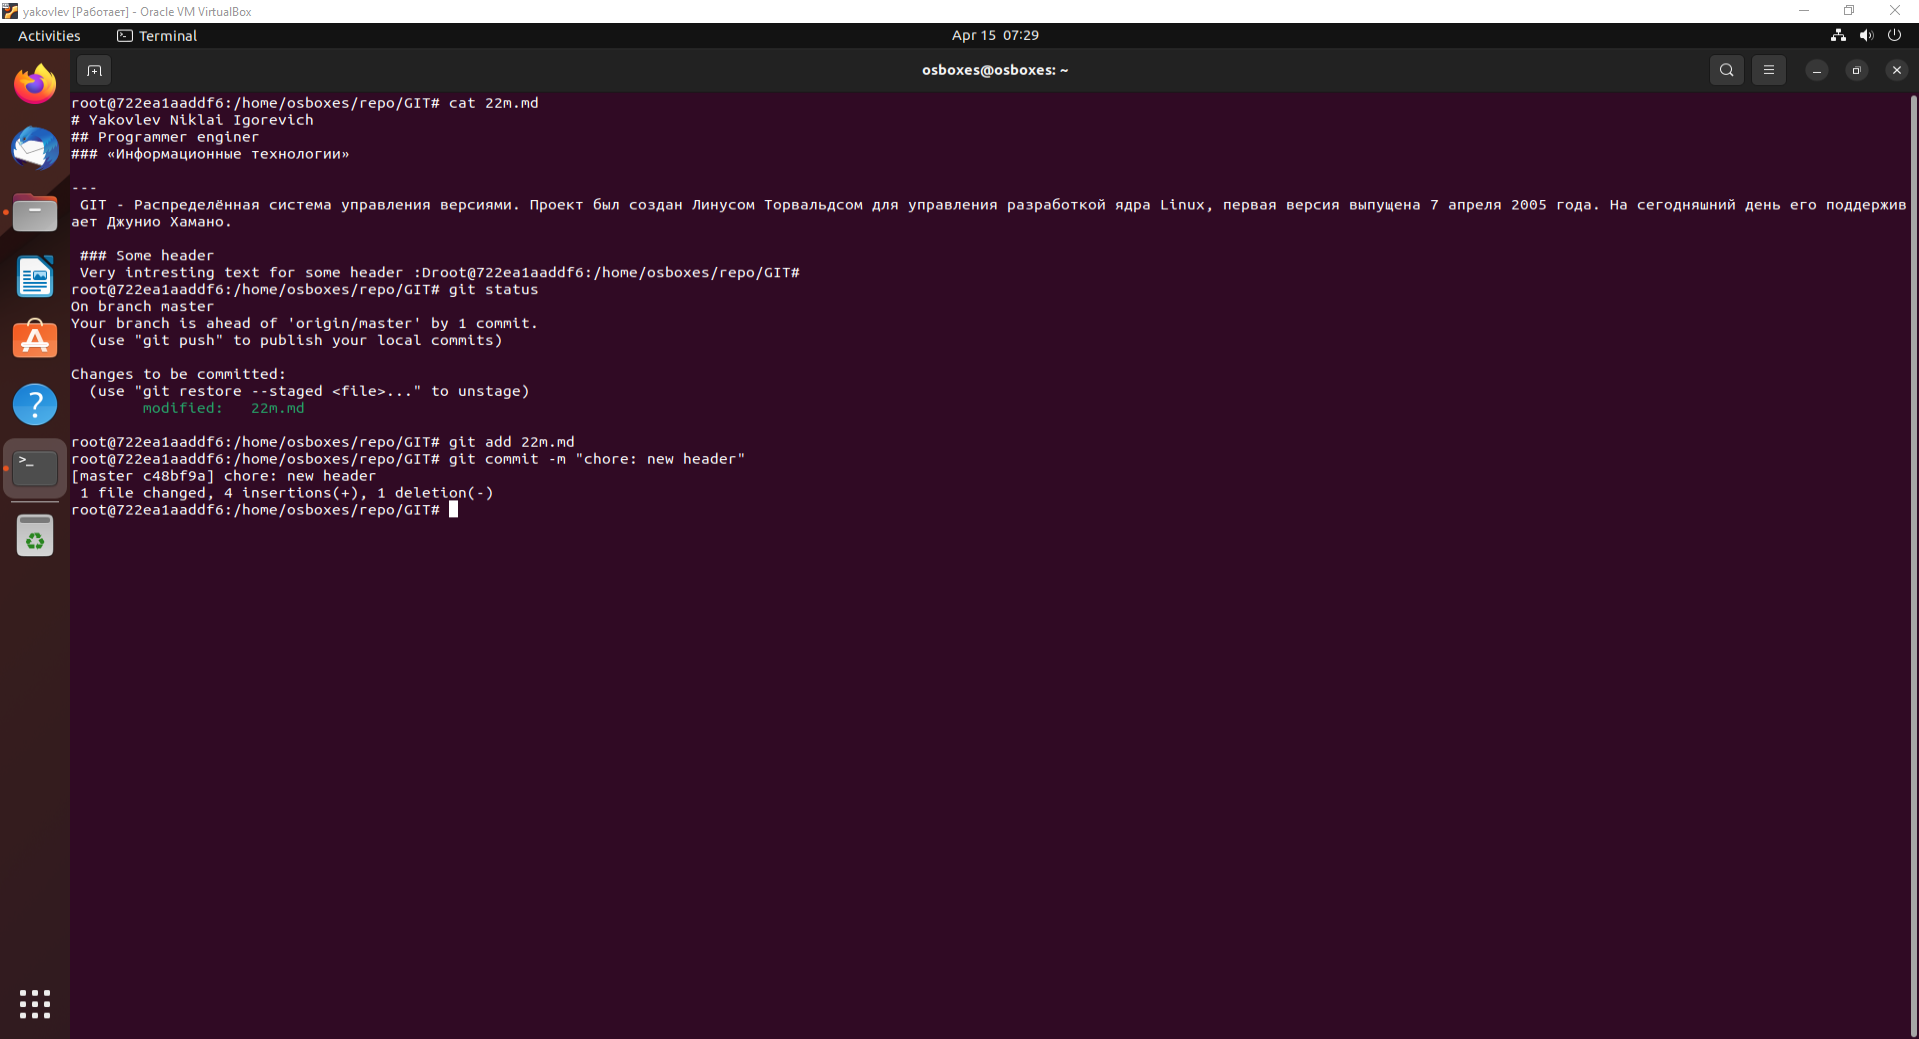 yakovlev [Работает] - Oracle VM VirtualBox
Activities Terminal Apr 15 07:29
osboxes@osboxes: ~
root@722ea1aaddf6:/home/osboxes/repo/GIT# cat 22m.md
# Yakovlev Niklai Igorevich
## Programmer enginer
### «Информационные технологии»
---
GIT - Распределённая система управления версиями. Проект был создан Линусом Торвальдсом для управления разработкой ядра Linux, первая версия выпущена 7 апреля 2005 года. На сегодняшний день его поддержив
ает Джунио Хамано.
### Some header
Very intresting text for some header :Droot@722ea1aaddf6:/home/osboxes/repo/GIT#
root@722ea1aaddf6:/home/osboxes/repo/GIT# git status
On branch master
Your branch is ahead of 'origin/master' by 1 commit.
(use "git push" to publish your local commits)
Changes to be committed:
(use "git restore --staged <file>..." to unstage)
modified:   22m.md
root@722ea1aaddf6:/home/osboxes/repo/GIT# git add 22m.md
root@722ea1aaddf6:/home/osboxes/repo/GIT# git commit -m "chore: new header"
[master c48bf9a] chore: new header
1 file changed, 4 insertions(+), 1 deletion(-)
root@722ea1aaddf6:/home/osboxes/repo/GIT#